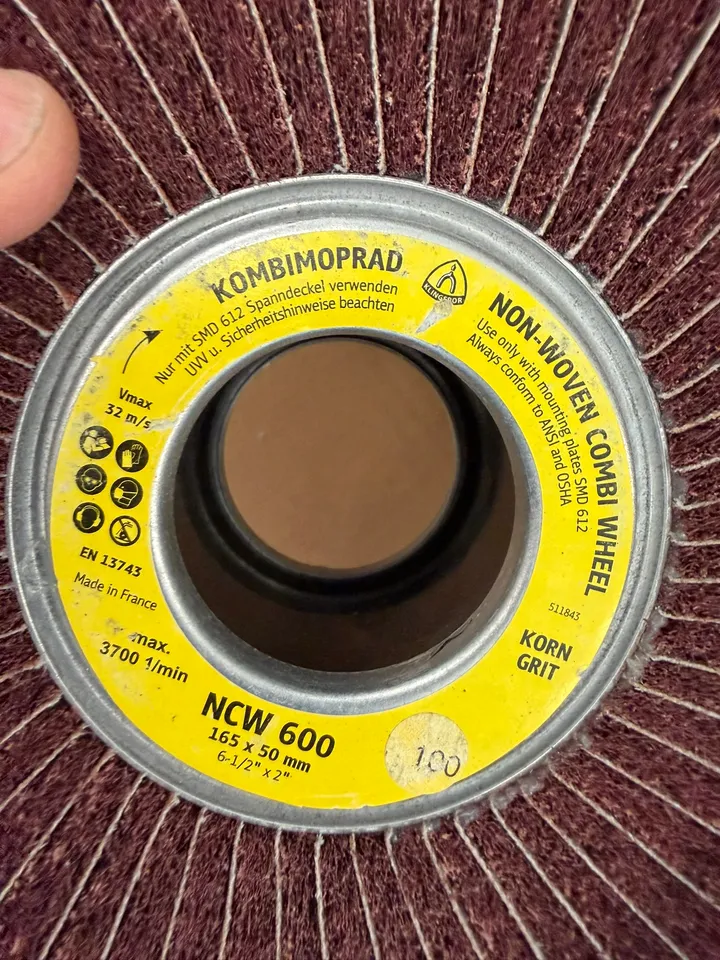 KOMBIMOPRAD
Nur mit SMD 612 Spanndeckel verwenden
UVV u. Sicherheitshinweise beachten
KLINGSPOR
NON-WOVEN COMBI WHEEL
Use only with mounting plates SMD 612
Always conform to ANSI and OSHA
511843
KORN
GRIT
100
NCW 600
165 x 50 mm
6-1/2" x 2"
max.
3700 1/min
Made in France
EN 13743
Vmax
32 m/s